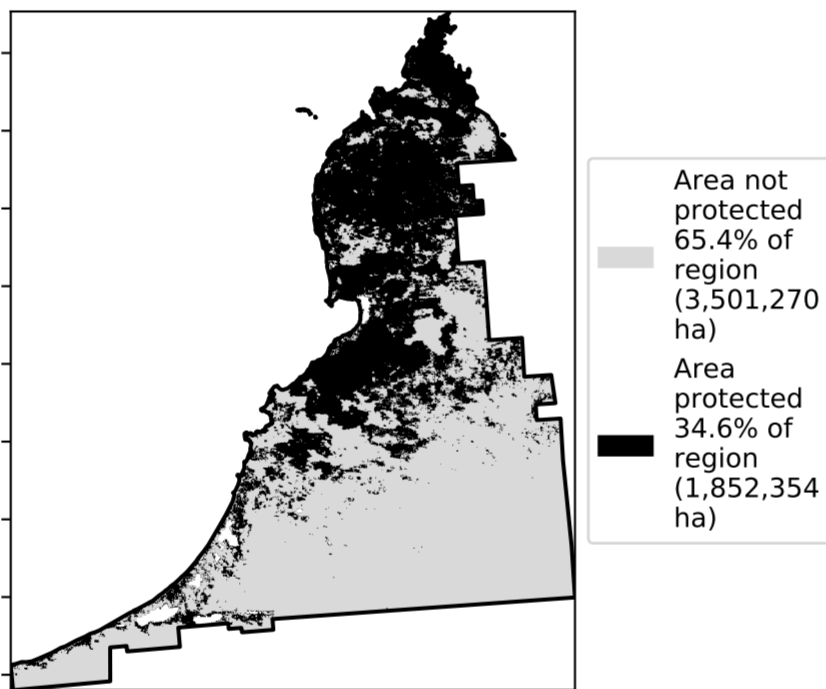 Area not
protected
65.4% of
region
(3,501,270
ha)
Area
protected
34.6% of
region
(1,852,354
ha)